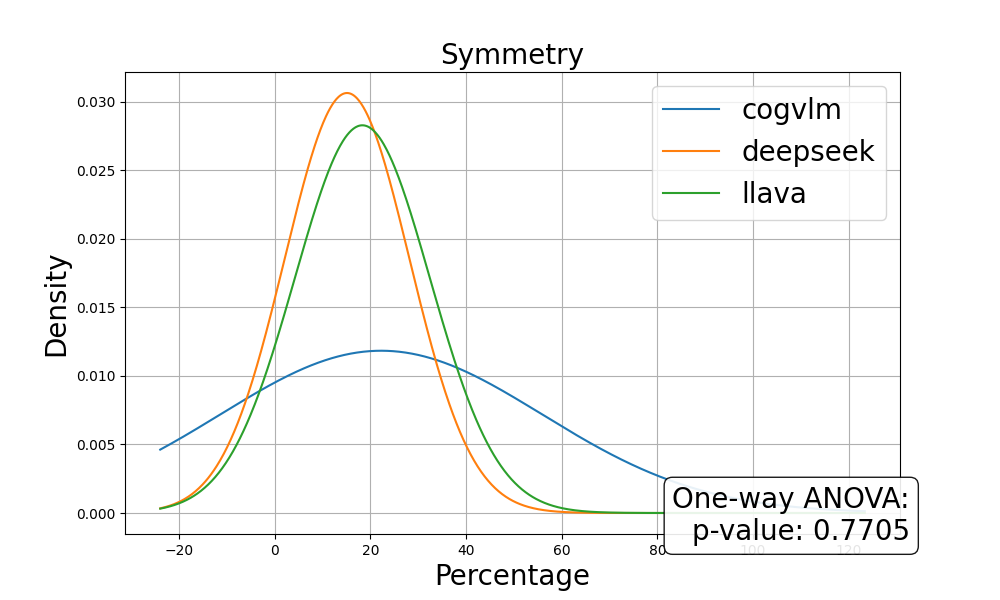 Symmetry
cogvlm
deepseek
llava
Density
0.030
0.025
0.020
0.015
0.010
0.005
0.000
One-way ANOVA:
p-value: 0.7705
−20
0
20
40
60
80
100
120
Percentage